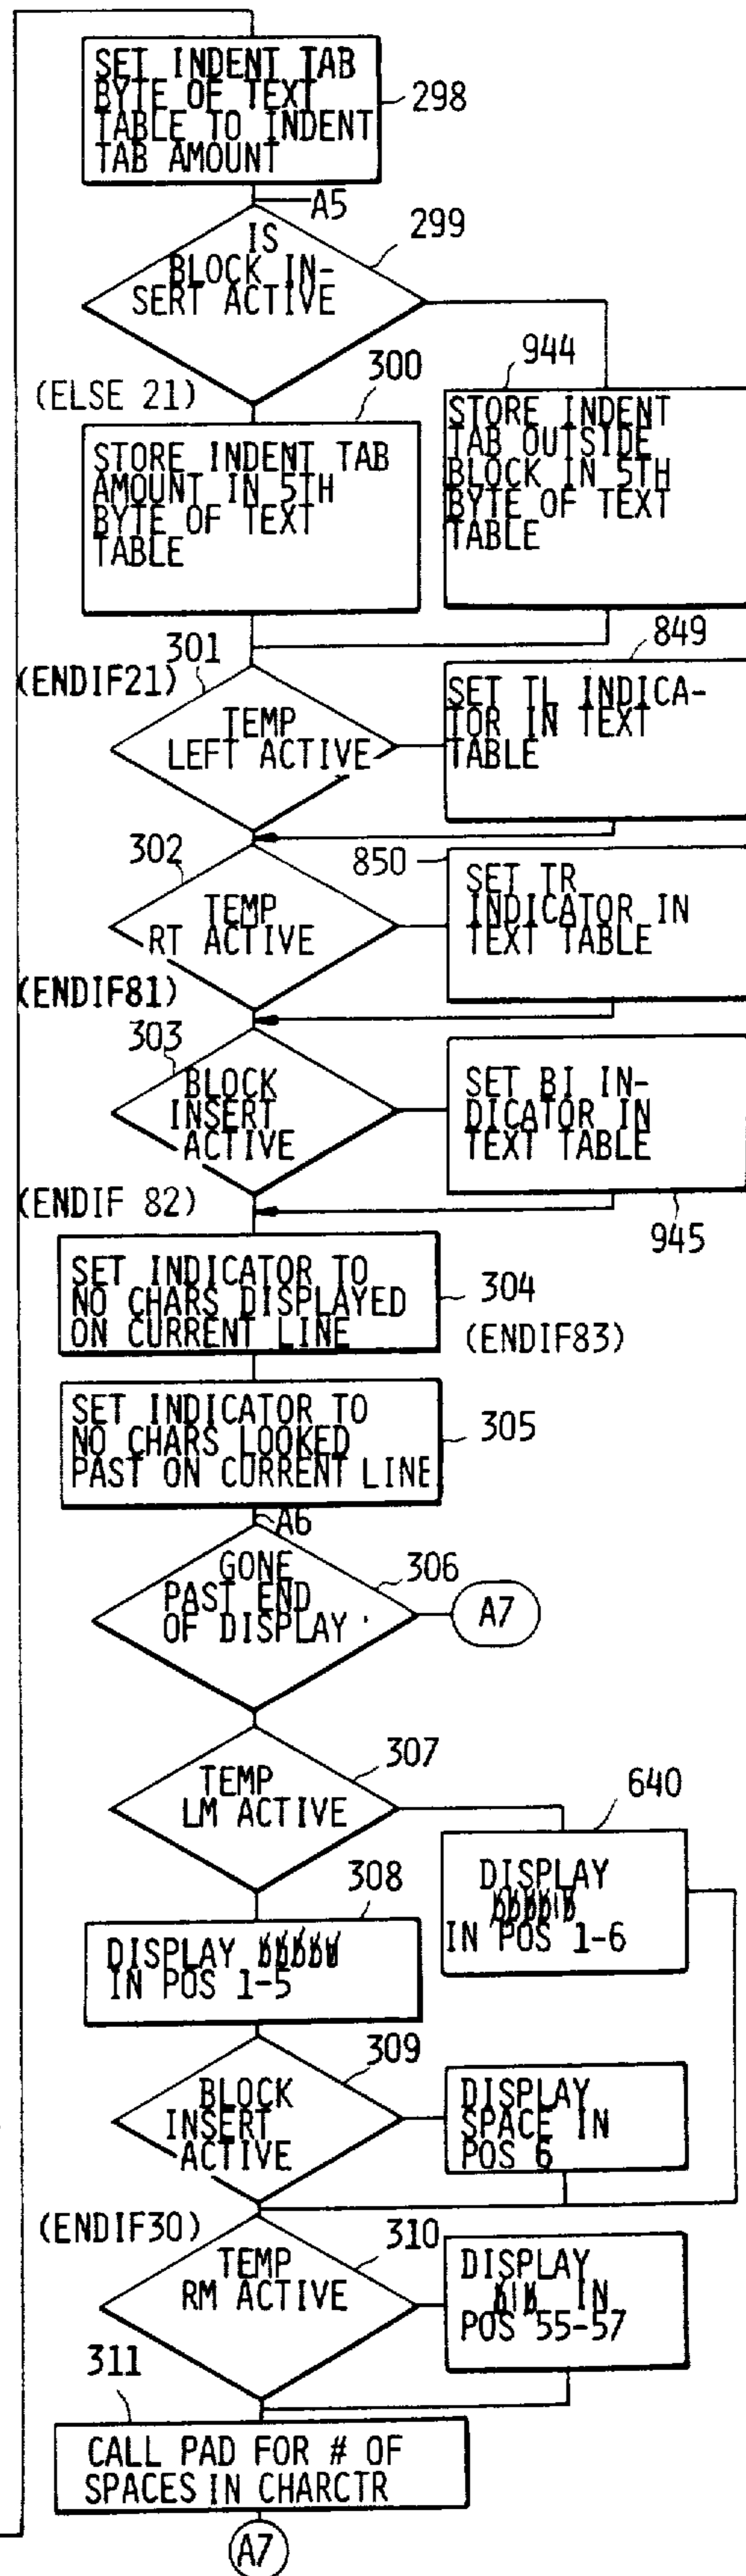 SET INDENT TAB
BYTE OF TEXT
TABLE TO INDENT
TAB AMOUNT
298
A5
IS
BLOCK IN-
SERT ACTIVE
299
(ELSE 21)
300
STORE INDENT TAB
AMOUNT IN 5TH
BYTE OF TEXT
TABLE
944
STORE INDENT
TAB OUTSIDE
BLOCK IN 5TH
BYTE OF TEXT
TABLE
(ENDIF21)
301
TEMP
LEFT ACTIVE
849
SET TL INDICA-
TOR IN TEXT
TABLE
302
TEMP
RT ACTIVE
850
SET TR
INDICATOR IN
TEXT TABLE
(ENDIF81)
303
BLOCK
INSERT
ACTIVE
SET BI IN-
DICATOR IN
TEXT TABLE
945
(ENDIF 82)
SET INDICATOR TO
NO CHARS DISPLAYED
ON CURRENT LINE
304
(ENDIF83)
SET INDICATOR TO
NO CHARS LOOKED
PAST ON CURRENT LINE
305
A6
GONE
PAST END
OF DISPLAY
306
A7
TEMP
LM ACTIVE
307
640
DISPLAY
IN POS 1-6
308
DISPLAY
IN POS 1-5
309
BLOCK
INSERT
ACTIVE
DISPLAY
SPACE IN
POS 6
(ENDIF30)
310
TEMP
RM ACTIVE
DISPLAY
IN
POS 55-57
311
CALL PAD FOR # OF
SPACES IN CHARCTR
A7